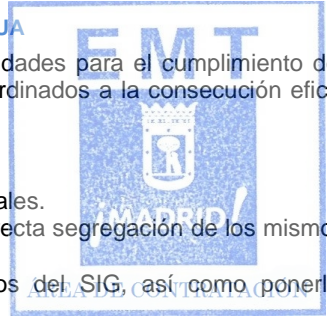 JA
dades para el cumplimiento d
rdinados a la consecución efic
ales.
ecta segregación de los mismo
os del SIG, así como ponerl
EMT
¡MADRID!
ÁREA DE CONTRATACIÓN